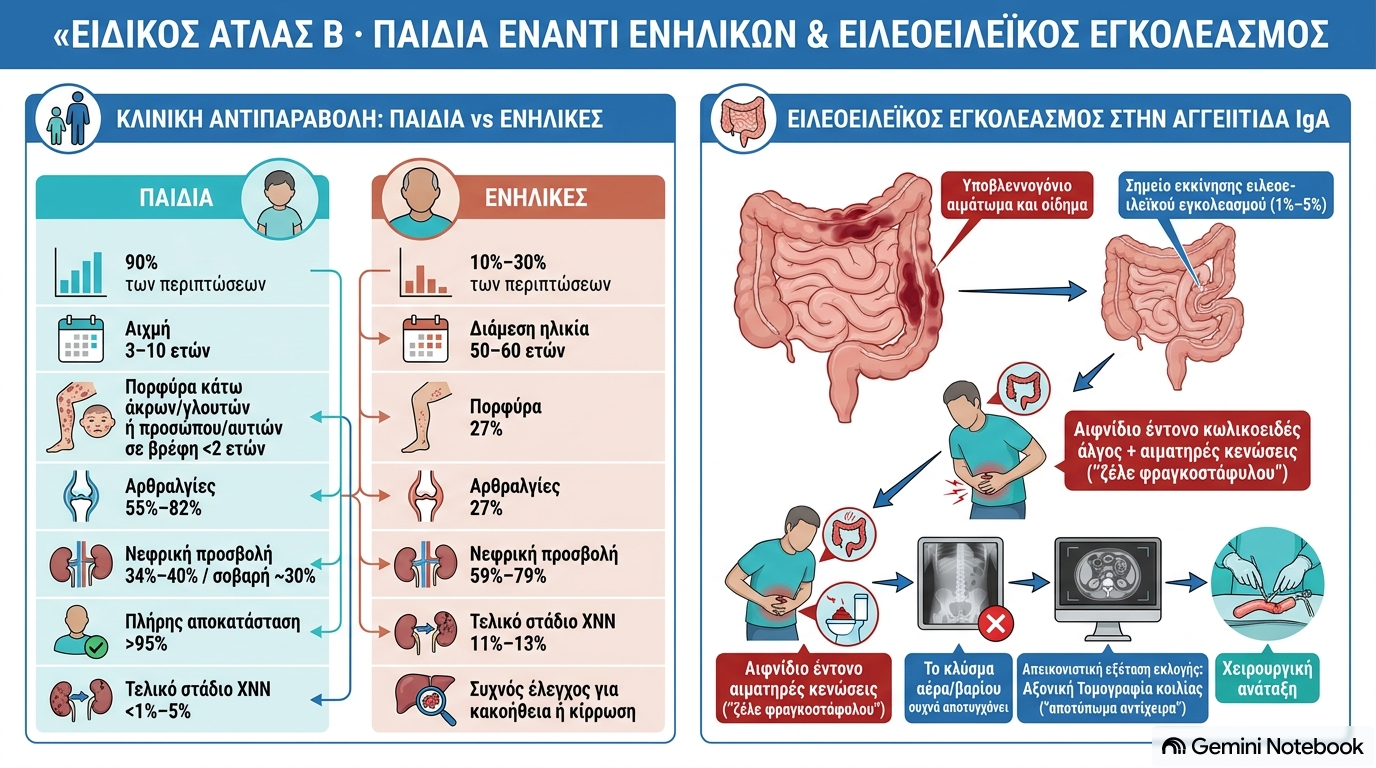 «ΕΙΔΙΚΟΣ ΑΤΛΑΣ Β · ΠΑΙΔΙΑ ΕΝΑΝΤΙ ΕΝΗΛΙΚΩΝ & ΕΙΛΕΟΕΙΛΕΪΚΟΣ ΕΓΚΟΛΕΑΣΜΟΣ
ΚΛΙΝΙΚΗ ΑΝΤΙΠΑΡΑΒΟΛΗ: ΠΑΙΔΙΑ vs ΕΝΗΛΙΚΕΣ
ΠΑΙΔΙΑ
90%
των περιπτώσεων
Αιχμή
3–10 ετών
Πορφύρα κάτω
άκρων/γλουτών
ή προσώπου/αυτιών
σε βρέφη <2 ετών
Αρθραλγίες
55%–82%
Νεφρική προσβολή
34%–40% / σοβαρή ~30%
Πλήρης αποκατάσταση
>95%
Τελικό στάδιο ΧΝΝ
<1%–5%
ΕΝΗΛΙΚΕΣ
10%–30%
των περιπτώσεων
Διάμεση ηλικία
50–60 ετών
Πορφύρα
27%
Αρθραλγίες
27%
Νεφρική προσβολή
59%–79%
Τελικό στάδιο ΧΝΝ
11%–13%
Συχνός έλεγχος για
κακοήθεια ή κίρρωση
ΕΙΛΕΟΕΙΛΕΪΚΟΣ ΕΓΚΟΛΕΑΣΜΟΣ ΣΤΗΝ ΑΓΓΕΙΙΤΙΔΑ IgA
Υποβλεννογόνιο
αιμάτωμα και οίδημα
Σημείο εκκίνησης ειλεοε-
ιλεϊκού εγκολεασμού (1%–5%)
Αιφνίδιο έντονο κωλικοειδές
άλγος + αιματηρές κενώσεις
("ζέλε φραγκοστάφυλου")
Αιφνίδιο έντονο
αιματηρές κενώσεις
("ζέλε φραγκοστάφυλου")
Το κλύσμα
αέρα/βαρίου
συχνά αποτυγχάνει
Απεικονιστική εξέταση εκλογής:
Αξονική Τομογραφία κοιλίας
("αποτύπωμα αντίχειρα")
Χειρουργική
ανάταξη
Gemini Notebook